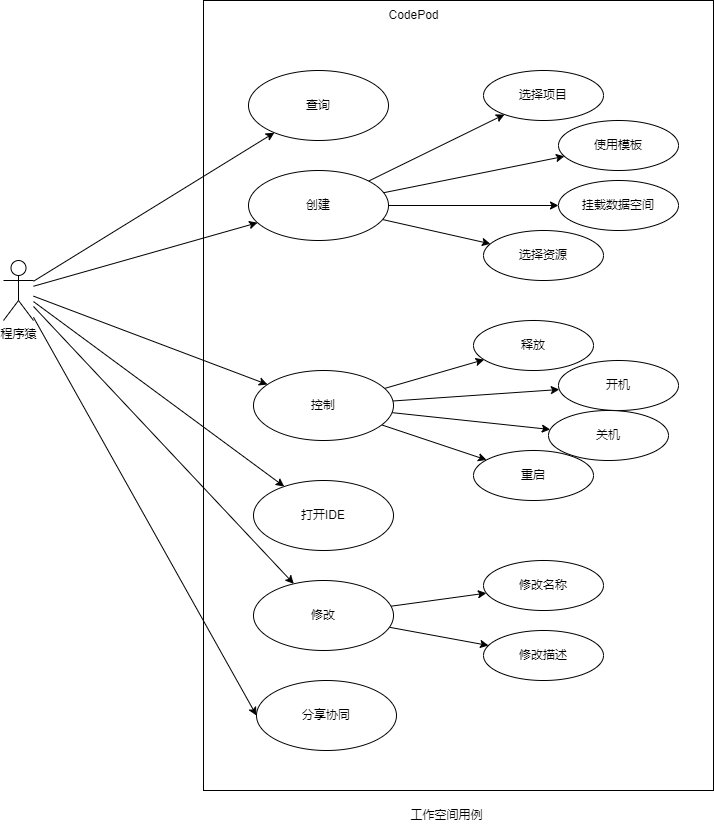 CodePod
查询
选择项目
使用模板
创建
挂载数据空间
选择资源
程序猿
释放
开机
控制
关机
重启
打开IDE
修改名称
修改
修改描述
分享协同
工作空间用例